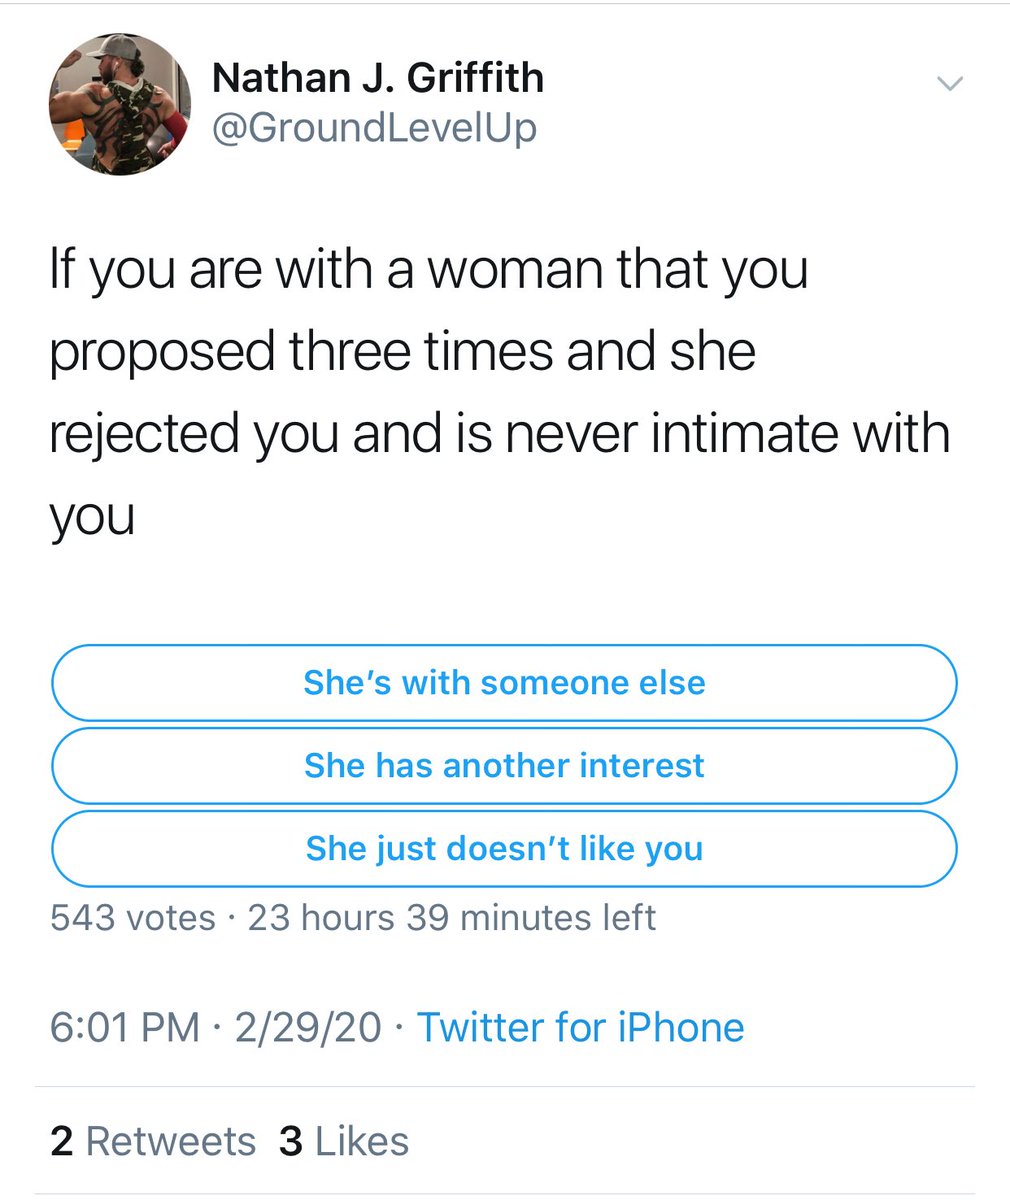 Nathan J. Griffith
@GroundLevelUp
If you are with a woman that you
proposed three times and she
rejected you and is never intimate with
you
She’s with someone else
She has another interest
She just doesn’t like you
543 votes · 23 hours 39 minutes left
6:01 PM · 2/29/20 · Twitter for iPhone
2 Retweets 3 Likes